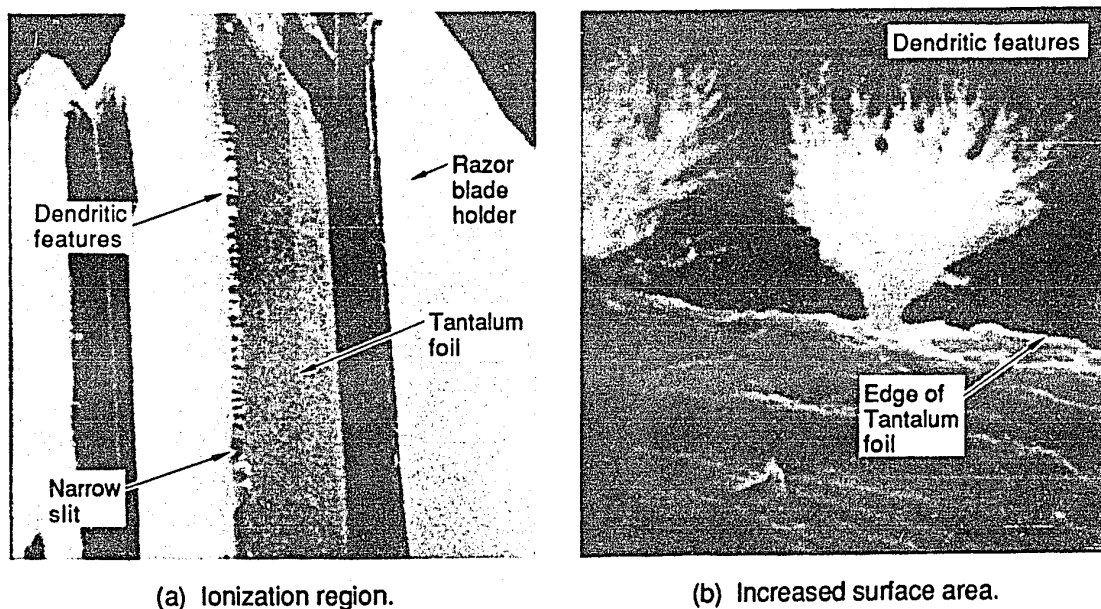 Dendritic
features
Razor
blade
holder
Tantalum
foil
Narrow
slit
(a) Ionization region.
Dendritic features
Edge of
Tantalum
foil
(b) Increased surface area.